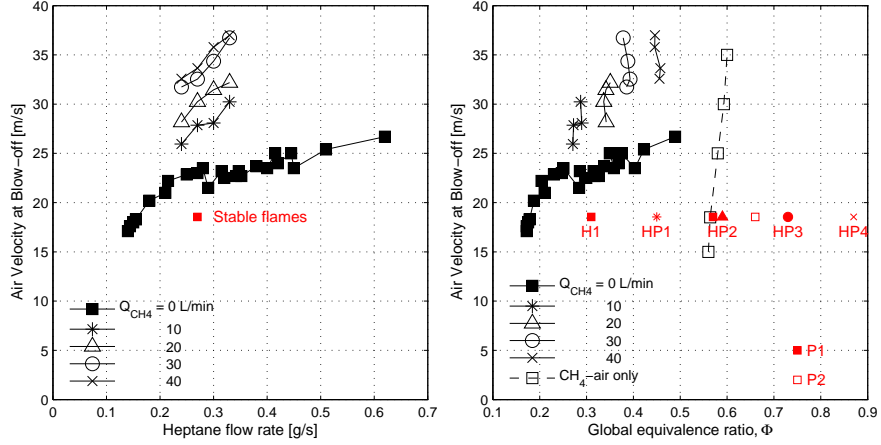 40
35
30
25
20
15
10
5
0
0
0.1
0.2
0.3
0.4
0.5
0.6
0.7
Heptane flow rate [g/s]
Air Velocity at Blow-off [m/s]
Stable flames
Q_CH4 = 0 L/min
10
20
30
40
40
35
30
25
20
15
10
5
0
0.1
0.2
0.3
0.4
0.5
0.6
0.7
0.8
0.9
Global equivalence ratio, Φ
Air Velocity at Blow-off [m/s]
H1
HP1
HP2
HP3
HP4
Q_CH4 = 0 L/min
10
20
30
40
CH_4-air only
P1
P2